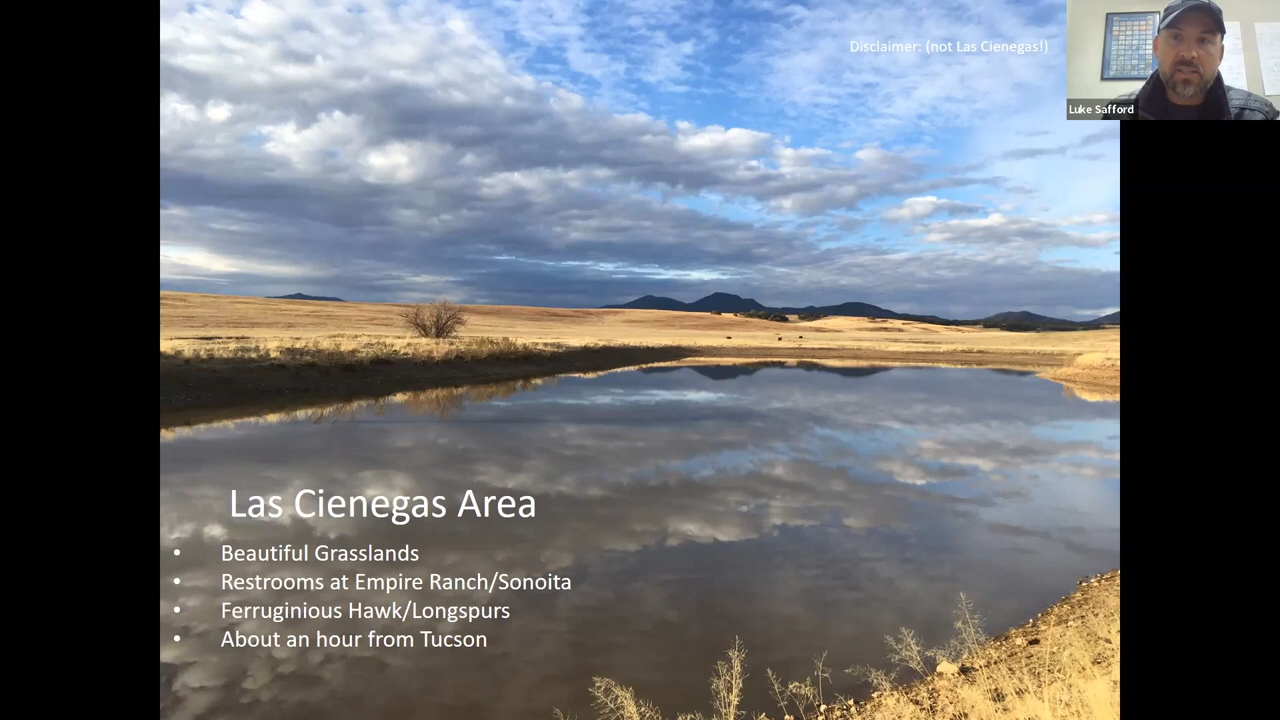 Disclaimer: (not Las Cienegas!)
Luke Safford
Las Cienegas Area
• Beautiful Grasslands
• Restrooms at Empire Ranch/Sonoita
• Ferruginious Hawk/Longspurs
• About an hour from Tucson